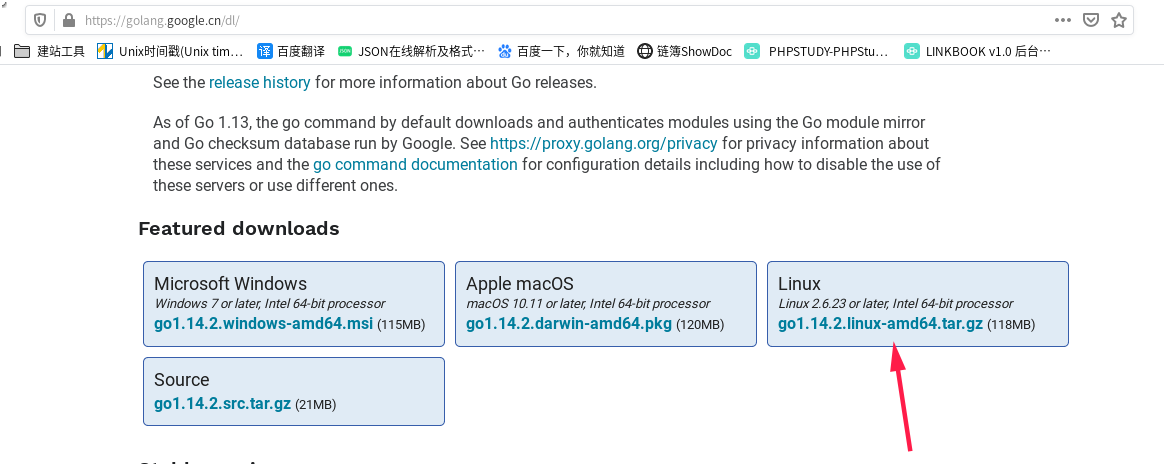 https://golang.google.cn/dl/
建站工具 Unix时间戳(Unix tim… 百度翻译 JSON在线解析及格式… 百度一下，你就知道 链簿ShowDoc PHPSTUDY-PHPStu… LINKBOOK v1.0 后台…
See the release history for more information about Go releases.
As of Go 1.13, the go command by default downloads and authenticates modules using the Go module mirror
and Go checksum database run by Google. See https://proxy.golang.org/privacy for privacy information about
these services and the go command documentation for configuration details including how to disable the use of
these servers or use different ones.
Featured downloads
Microsoft Windows
Windows 7 or later, Intel 64-bit processor
go1.14.2.windows-amd64.msi (115MB)
Apple macOS
macOS 10.11 or later, Intel 64-bit processor
go1.14.2.darwin-amd64.pkg (120MB)
Linux
Linux 2.6.23 or later, Intel 64-bit processor
go1.14.2.linux-amd64.tar.gz (118MB)
Source
go1.14.2.src.tar.gz (21MB)